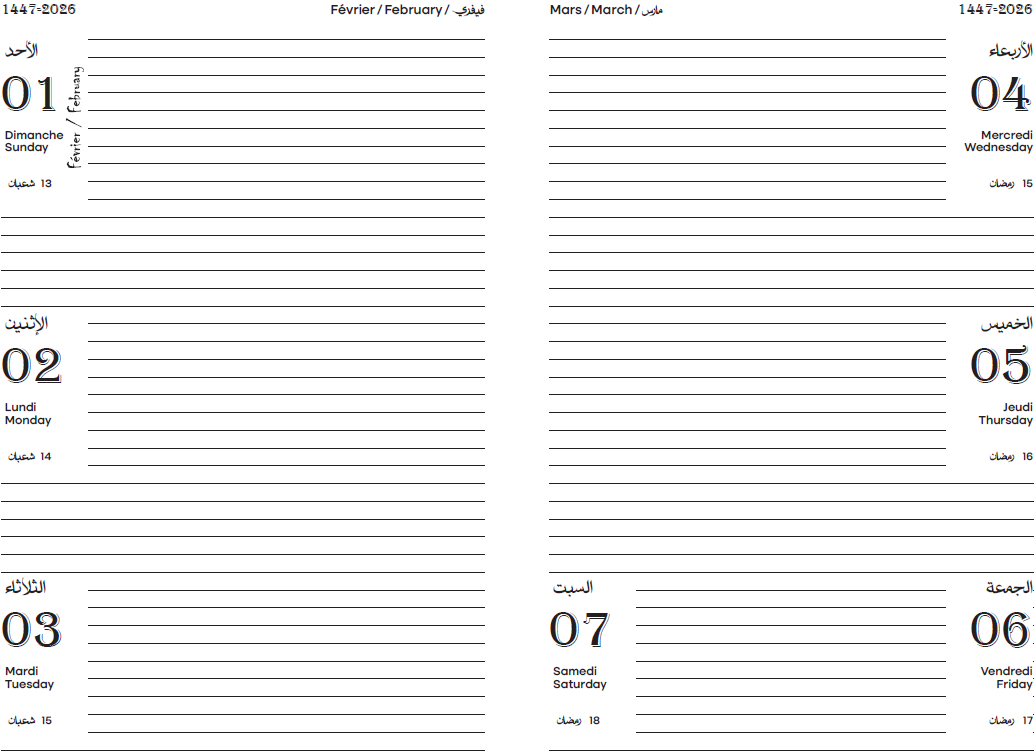 1447-2026
Février / February / فيفري
الأحد
01
Février / February
Dimanche
Sunday
13 شعبان
الإثنين
02
Lundi
Monday
14 شعبان
الثلاثاء
03
Mardi
Tuesday
15 شعبان
Mars / March / مارس
1447-2026
الأربعاء
04
Mercredi
Wednesday
15 رمضان
الخميس
05
Jeudi
Thursday
16 رمضان
الجمعة
06
Vendredi
Friday
17 رمضان
السبت
07
Samedi
Saturday
18 رمضان